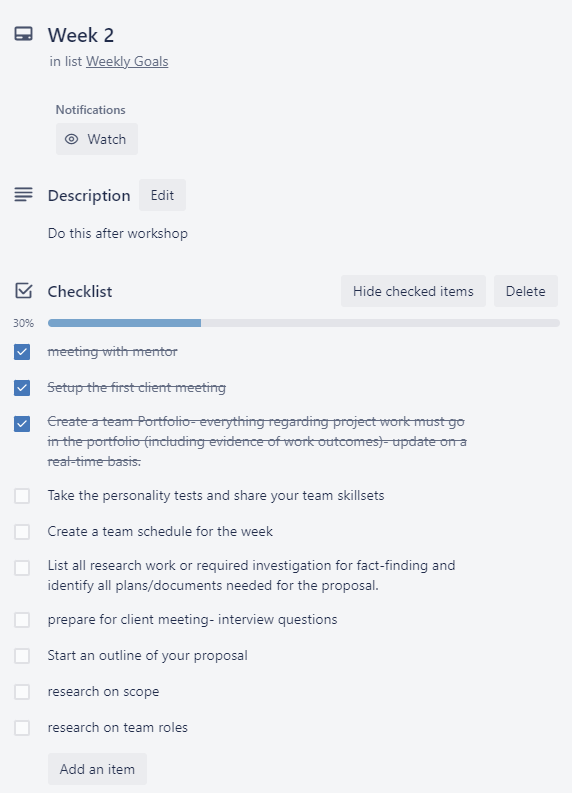 Week 2
in list Weekly Goals
Notifications
Watch
Description Edit
Do this after workshop
Checklist Hide checked items Delete
30%
meeting with mentor
Setup the first client meeting
Create a team Portfolio- everything regarding project work must go
in the portfolio (including evidence of work outcomes)- update on a
real-time basis.
Take the personality tests and share your team skillsets
Create a team schedule for the week
List all research work or required investigation for fact-finding and
identify all plans/documents needed for the proposal.
prepare for client meeting- interview questions
Start an outline of your proposal
research on scope
research on team roles
Add an item